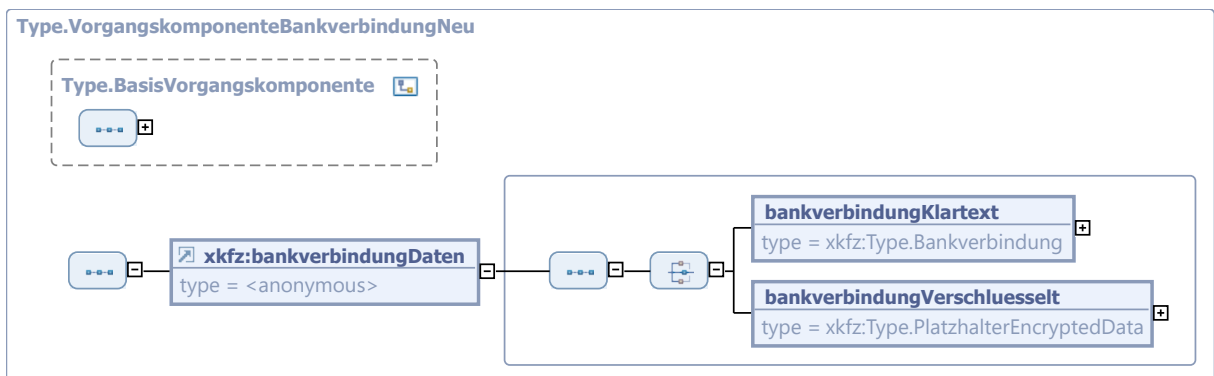 Type.VorgangskomponenteBankverbindungNeu
Type.BasisVorgangskomponente
bankverbindungKlartext
type = xkfz:Type.Bankverbindung
xkfz:bankverbindungDaten
type = <anonymous>
bankverbindungVerschluesselt
type = xkfz:Type.PlatzhalterEncryptedData